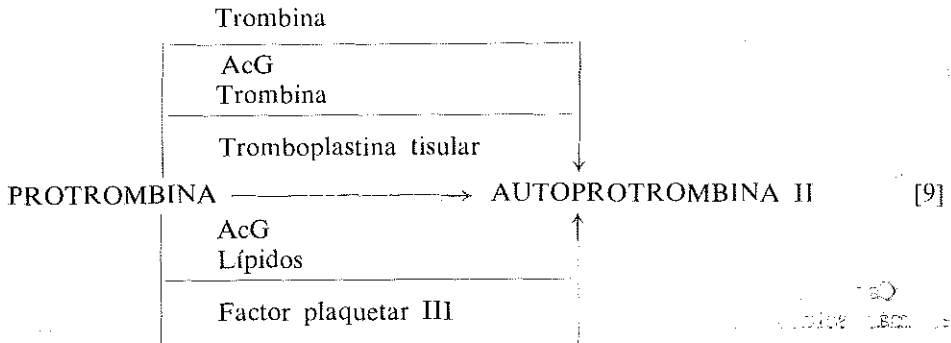 Trombina
AcG
Trombina
Tromboplastina tisular
PROTROMBINA AUTOPROTROMBINA II [9]
AcG
Lípidos
Factor plaquetar III